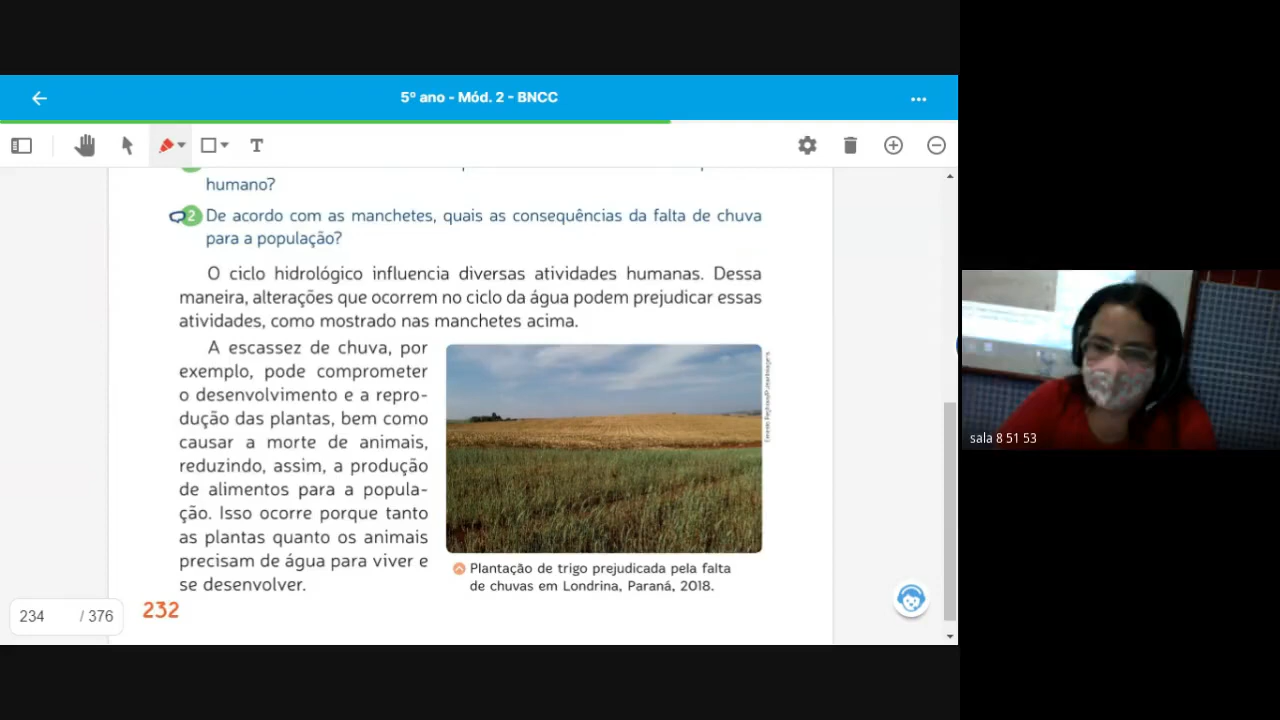 5º ano - Mód. 2 - BNCC
T
humano?
2 De acordo com as manchetes, quais as consequências da falta de chuva
para a população?
O ciclo hidrológico influencia diversas atividades humanas. Dessa
maneira, alterações que ocorrem no ciclo da água podem prejudicar essas
atividades, como mostrado nas manchetes acima.
A escassez de chuva, por
exemplo, pode comprometer
o desenvolvimento e a repro-
dução das plantas, bem como
causar a morte de animais,
reduzindo, assim, a produção
de alimentos para a popula-
ção. Isso ocorre porque tanto
as plantas quanto os animais
precisam de água para viver e
se desenvolver.
Plantação de trigo prejudicada pela falta
de chuvas em Londrina, Paraná, 2018.
234 / 376
232
sala 8 51 53